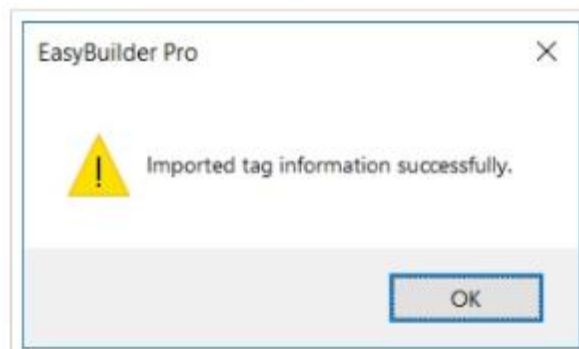 EasyBuilder Pro
Imported tag information successfully.
OK